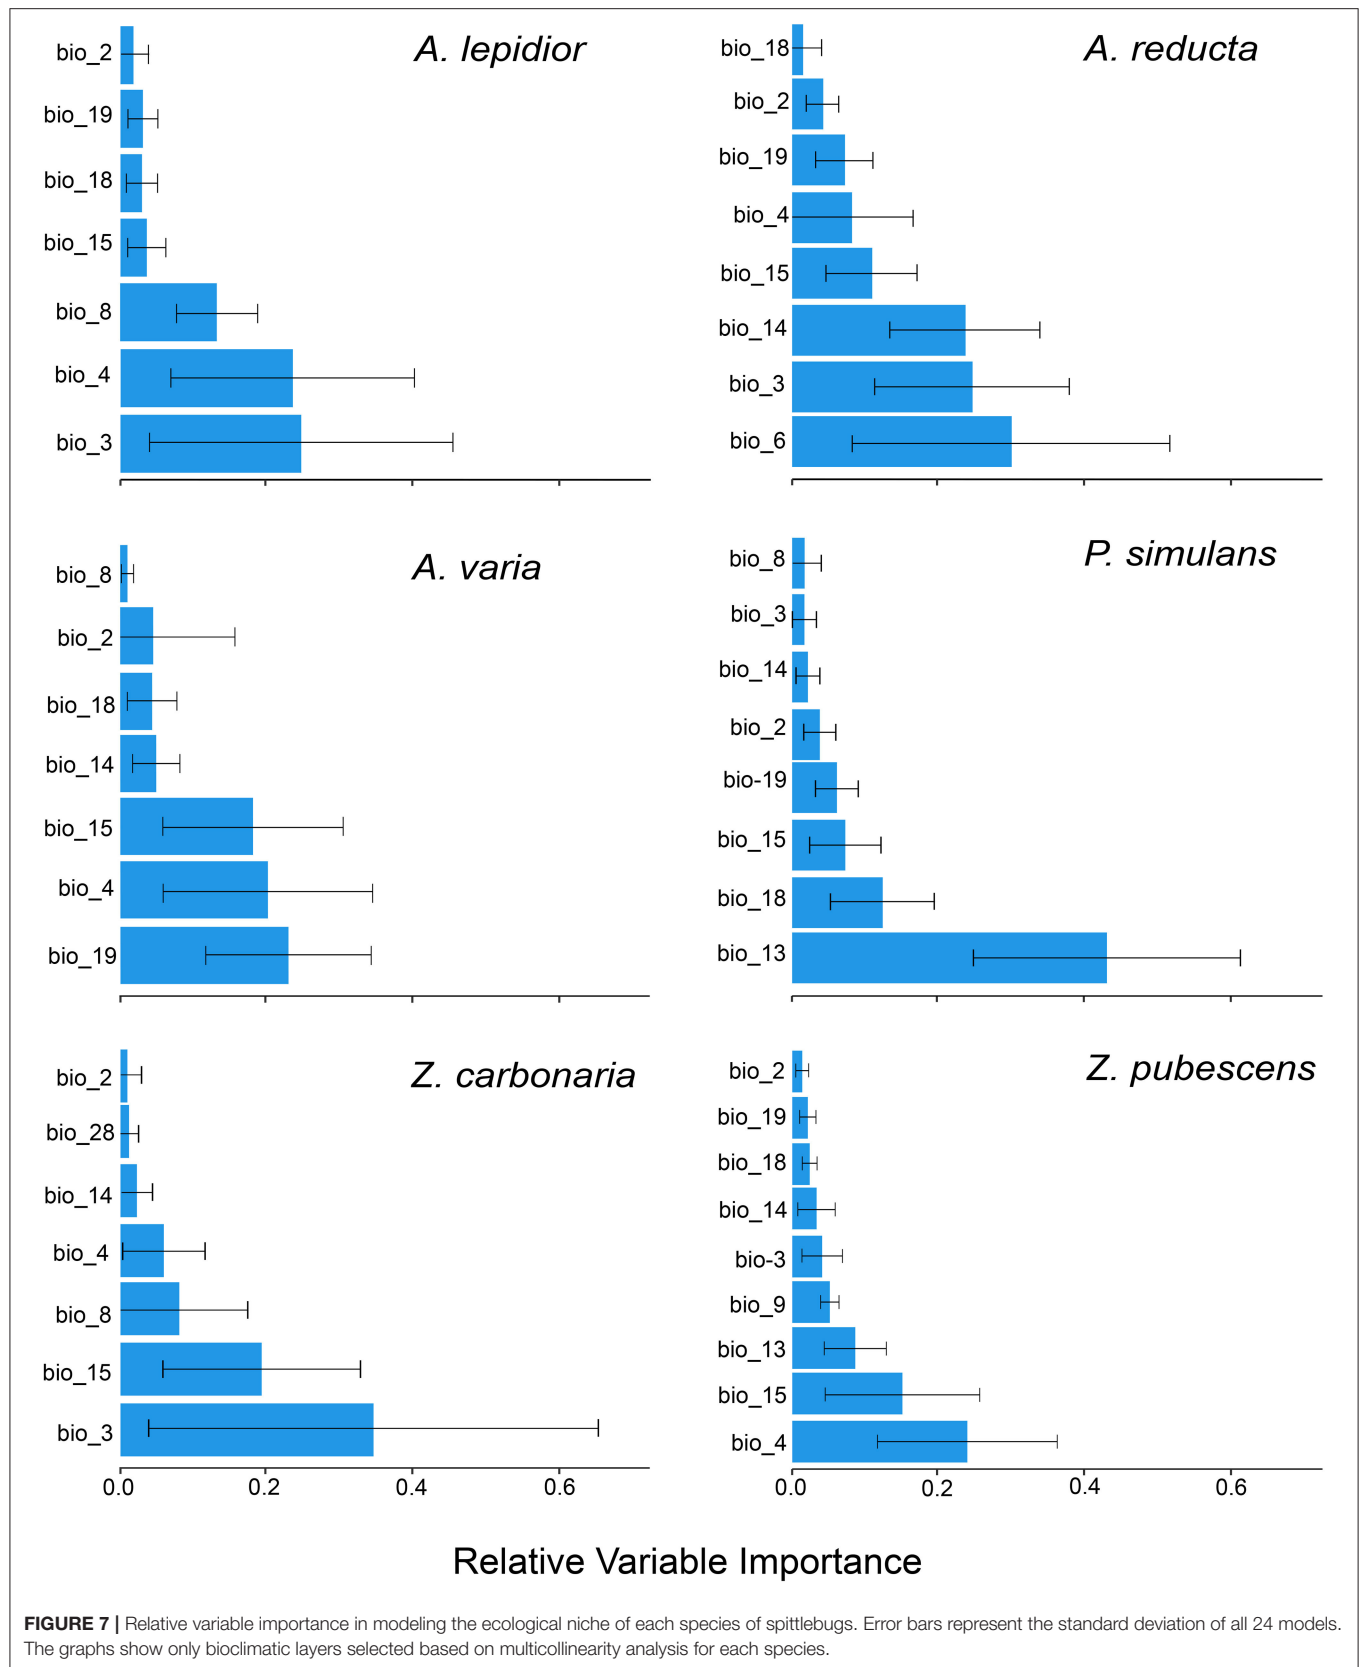 A. lepidior
bio_2
bio_19
bio_18
bio_15
bio_8
bio_4
bio_3
A. reducta
bio_18
bio_2
bio_19
bio_4
bio_15
bio_14
bio_3
bio_6
A. varia
bio_8
bio_2
bio_18
bio_14
bio_15
bio_4
bio_19
P. simulans
bio_8
bio_3
bio_14
bio_2
bio-19
bio_15
bio_18
bio_13
Z. carbonaria
bio_2
bio_28
bio_14
bio_4
bio_8
bio_15
bio_3
0.0 0.2 0.4 0.6
Z. pubescens
bio_2
bio_19
bio_18
bio_14
bio-3
bio_9
bio_13
bio_15
bio_4
0.0 0.2 0.4 0.6
Relative Variable Importance
FIGURE 7 | Relative variable importance in modeling the ecological niche of each species of spittlebugs. Error bars represent the standard deviation of all 24 models.
The graphs show only bioclimatic layers selected based on multicollinearity analysis for each species.